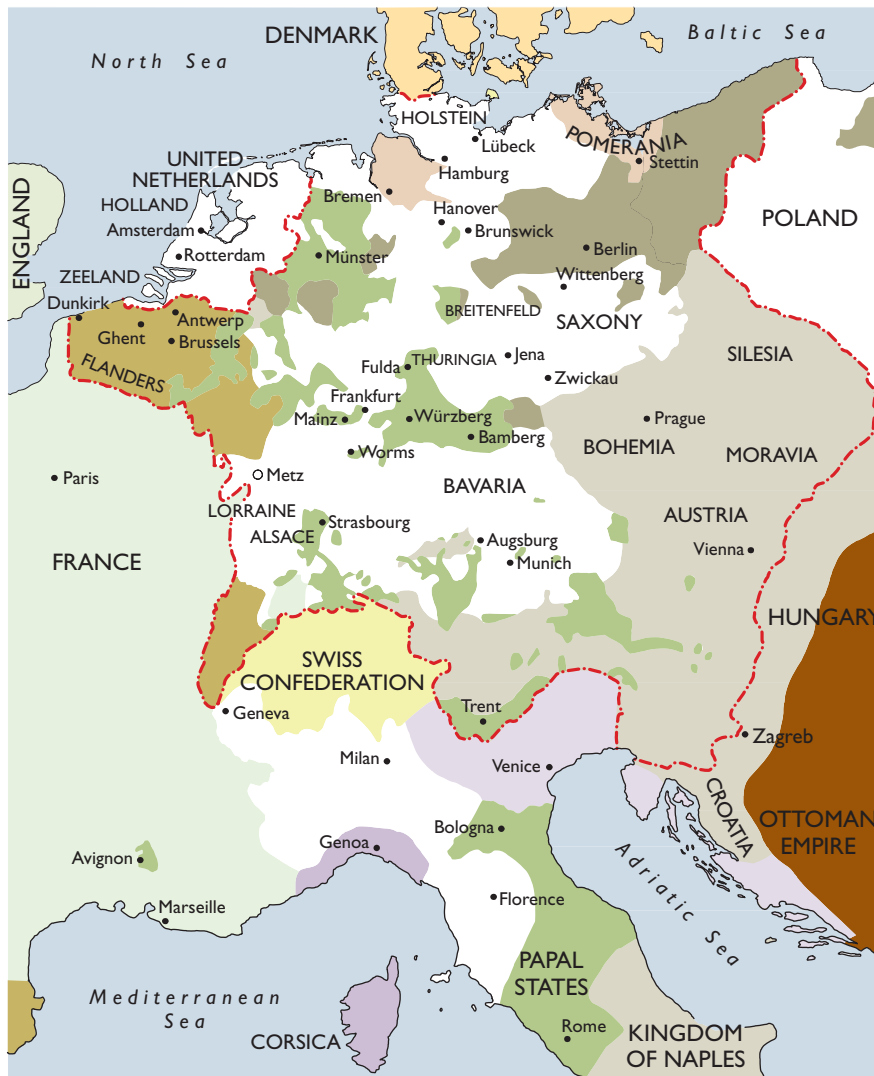 DENMARK
Baltic Sea
North Sea
HOLSTEIN
Lübeck
POMERANIA
Stettin
Hamburg
UNITED
NETHERLANDS
HOLLAND
Bremen
ENGLAND
Amsterdam
Hanover
Brunswick
POLAND
Rotterdam
Münster
Berlin
ZEELAND
Wittenberg
Dunkirk
Antwerp
BREITENFELD
SAXONY
Ghent
Brussels
SILESIA
FLANDERS
Fulda
THURINGIA
Jena
Zwickau
Frankfurt
Mainz
Würzberg
Prague
Bamberg
BOHEMIA
Worms
MORAVIA
Paris
Metz
BAVARIA
LORRAINE
Strasbourg
AUSTRIA
ALSACE
Augsburg
Vienna
FRANCE
Munich
HUNGARY
SWISS
CONFEDERATION
Trent
Geneva
Zagreb
Milan
Venice
CROATIA
OTTOMAN
EMPIRE
Bologna
Genoa
Avignon
Adriatic Sea
Florence
Marseille
PAPAL
STATES
Mediterranean
Sea
CORSICA
Rome
KINGDOM
OF NAPLES